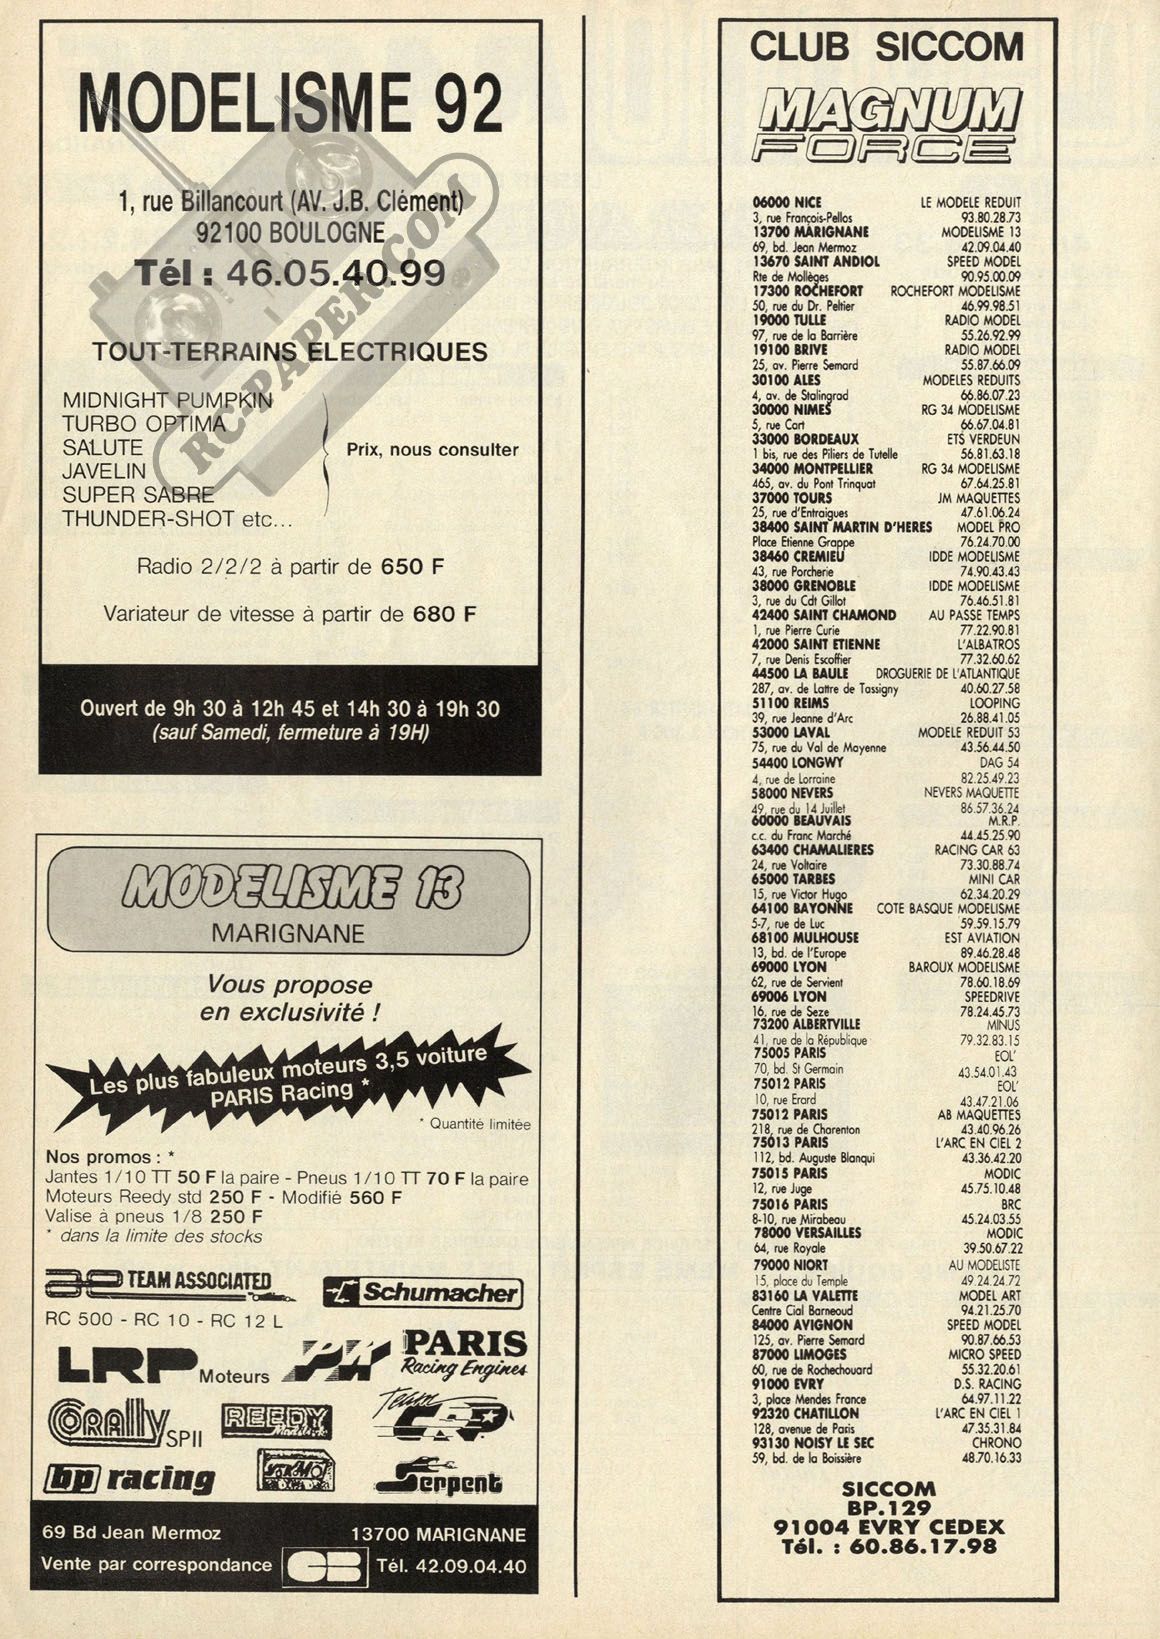 MODELISME 92
1, rue Billancourt (AV. J.B. Clément)
92100 BOULOGNE
Tél : 46.05.40.99
RC-PAPER.COM
TOUT-TERRAINS ELECTRIQUES
MIDNIGHT PUMPKIN
TURBO OPTIMA
SALUTE
JAVELIN
SUPER SABRE
THUNDER-SHOT etc...
Prix, nous consulter
Radio 2/2/2 à partir de 650 F
Variateur de vitesse à partir de 680 F
Ouvert de 9h 30 à 12h 45 et 14h 30 à 19h 30
(sauf Samedi, fermeture à 19H)
MODELISME 13
MARIGNANE
Vous propose
en exclusivité !
Les plus fabuleux moteurs 3,5 voiture
PARIS Racing *
* Quantité limitée
Nos promos : *
Jantes 1/10 TT 50 F la paire - Pneus 1/10 TT 70 F la paire
Moteurs Reedy std 250 F - Modifié 560 F
Valise à pneus 1/8 250 F
* dans la limite des stocks
TEAM ASSOCIATED
Schumacher
RC 500 - RC 10 - RC 12 L
LRP Moteurs
PARIS
Racing Engines
CORALLY SPII
REEDY
Modifieds
Team
bp racing
Serpent
69 Bd Jean Mermoz 13700 MARIGNANE
Vente par correspondance CB Tél. 42.09.04.40
CLUB SICCOM
MAGNUM
FORCE
06000 NICE LE MODELE REDUIT
3, rue François-Pellos 93.80.28.73
13700 MARIGNANE MODELISME 13
69, bd. Jean Mermoz 42.09.04.40
13670 SAINT ANDIOL SPEED MODEL
Rte de Mollèges 90.95.00.09
17300 ROCHEFORT ROCHEFORT MODELISME
50, rue du Dr. Peltier 46.99.98.51
19000 TULLE RADIO MODEL
97, rue de la Barrière 55.26.92.99
19100 BRIVE RADIO MODEL
25, av. Pierre Semard 55.87.66.09
30100 ALES MODELES REDUITS
4, av. de Stalingrad 66.86.07.23
30000 NIMES RG 34 MODELISME
5, rue Cart 66.67.04.81
33000 BORDEAUX ETS VERDEUN
1 bis, rue des Piliers de Tutelle 56.81.63.18
34000 MONTPELLIER RG 34 MODELISME
465, av. du Pont Trinquat 67.64.25.81
37000 TOURS JM MAQUETTES
25, rue d'Entraigues 47.61.06.24
38400 SAINT MARTIN D'HERES MODEL PRO
Place Etienne Grappe 76.24.70.00
38460 CREMIEU IDDE MODELISME
43, rue Porcherie 74.90.43.43
38000 GRENOBLE IDDE MODELISME
3, rue du Cdt Gillot 76.46.51.81
42400 SAINT CHAMOND AU PASSE TEMPS
1, rue Pierre Curie 77.22.90.81
42000 SAINT ETIENNE L'ALBATROS
7, rue Denis Escoffier 77.32.60.62
44500 LA BAULE DROGUERIE DE L'ATLANTIQUE
287, av. de Lattre de Tassigny 40.60.27.58
51100 REIMS LOOPING
39, rue Jeanne d'Arc 26.88.41.05
53000 LAVAL MODELE REDUIT 53
75, rue du Val de Mayenne 43.56.44.50
54400 LONGWY DAG 54
4, rue de Lorraine 82.25.49.23
58000 NEVERS NEVERS MAQUETTE
49, rue du 14 Juillet 86.57.36.24
60000 BEAUVAIS M.R.P.
c.c. du Franc Marché 44.45.25.90
63400 CHAMALIERES RACING CAR 63
24, rue Voltaire 73.30.88.74
65000 TARBES MINI CAR
15, rue Victor Hugo 62.34.20.29
64100 BAYONNE COTE BASQUE MODELISME
5-7, rue de Luc 59.59.15.79
68100 MULHOUSE EST AVIATION
13, bd. de l'Europe 89.46.28.48
69000 LYON BAROUX MODELISME
62, rue de Servient 78.60.18.69
69006 LYON SPEEDRIVE
16, rue de Seze 78.24.45.73
73200 ALBERTVILLE MINUS
41, rue de la République 79.32.83.15
75005 PARIS EOL'
70, bd. St Germain 43.54.01.43
75012 PARIS EOL'
10, rue Erard 43.47.21.06
75012 PARIS AB MAQUETTES
218, rue de Charenton 43.40.96.26
75013 PARIS L'ARC EN CIEL 2
112, bd. Auguste Blanqui 43.36.42.20
75015 PARIS MODIC
12, rue Juge 45.75.10.48
75016 PARIS BRC
8-10, rue Mirabeau 45.24.03.55
78000 VERSAILLES MODIC
64, rue Royale 39.50.67.22
79000 NIORT AU MODELISTE
15, place du Temple 49.24.24.72
83160 LA VALETTE MODEL ART
Centre Cial Barneoud 94.21.25.70
84000 AVIGNON SPEED MODEL
125, av. Pierre Semard 90.87.66.53
87000 LIMOGES MICRO SPEED
60, rue de Rochechouard 55.32.20.61
91000 EVRY D.S. RACING
3, place Mendes France 64.97.11.22
92320 CHATILLON L'ARC EN CIEL 1
128, avenue de Paris 47.35.31.84
93130 NOISY LE SEC CHRONO
59, bd. de la Boissière 48.70.16.33
SICCOM
BP.129
91004 EVRY CEDEX
Tél. : 60.86.17.98